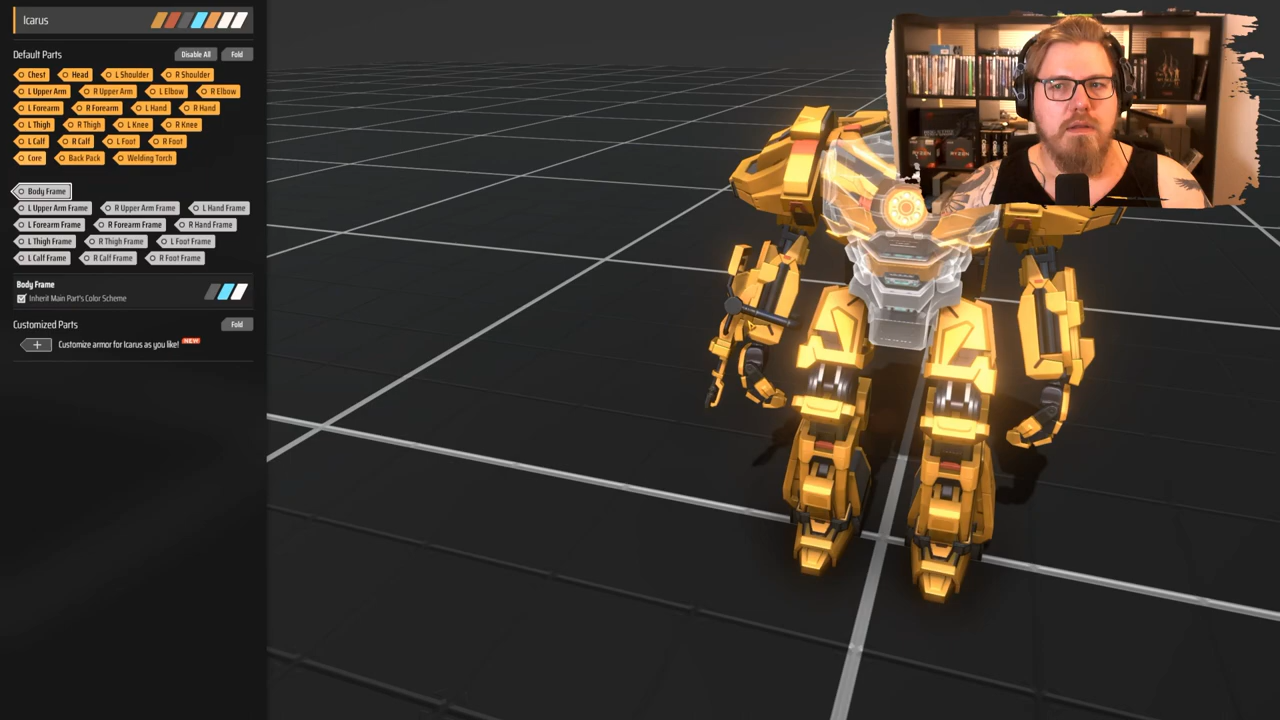 Icarus
Default Parts Disable All Fold
Chest Head L Shoulder R Shoulder
L Upper Arm R Upper Arm L Elbow R Elbow
L Forearm R Forearm L Hand R Hand
L Thigh R Thigh L Knee R Knee
L Calf R Calf L Foot R Foot
Core Back Pack Welding Torch
Body Frame
L Upper Arm Frame R Upper Arm Frame L Hand Frame
L Forearm Frame R Forearm Frame R Hand Frame
L Thigh Frame R Thigh Frame L Foot Frame
L Calf Frame R Calf Frame R Foot Frame
Body Frame
Inherit Main Part's Color Scheme
Customized Parts Fold
Customize armor for Icarus as you like! NEW
RYZEN RYZEN